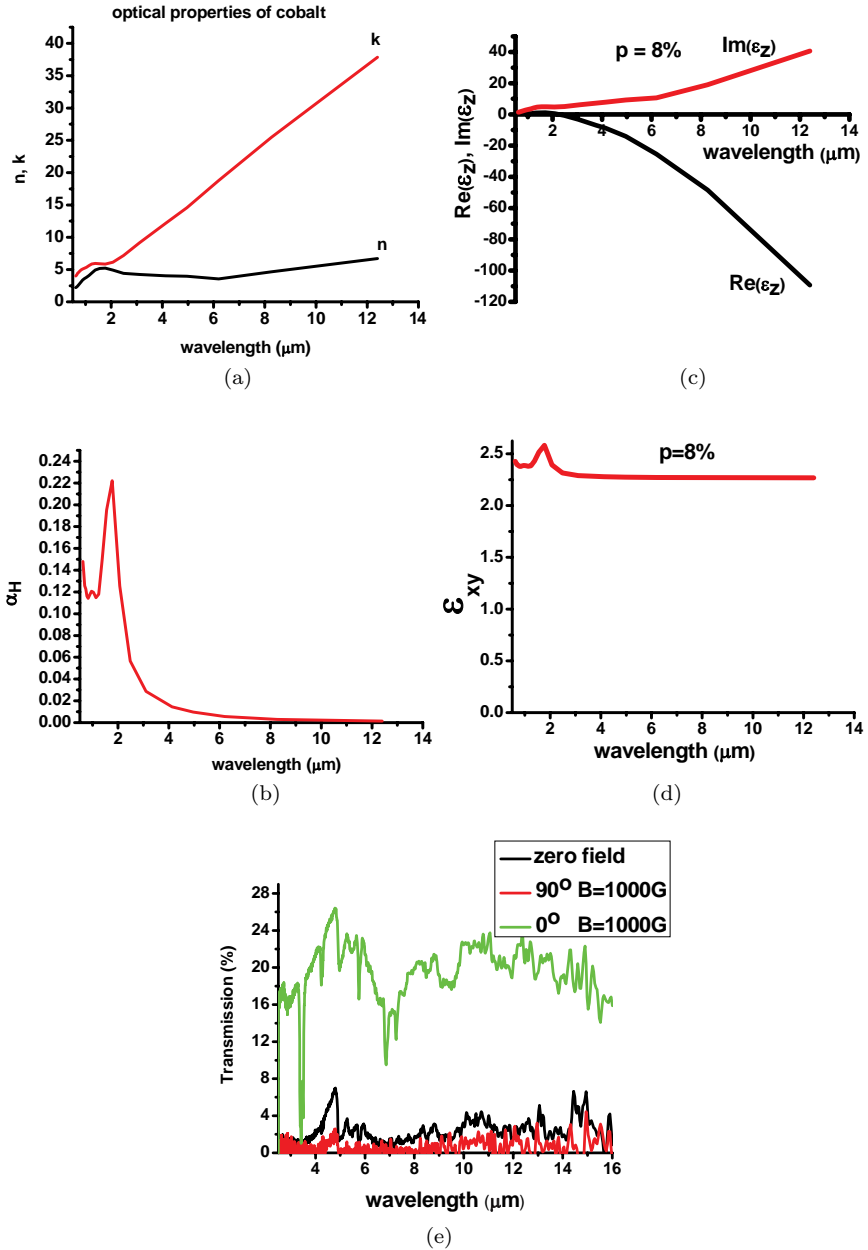 optical properties of cobalt
40
35
30
25
20
15
10
5
0
n, k
k
n
2 4 6 8 10 12 14
wavelength (μm)
(a)
40
20
0
-20
-40
-60
-80
-100
-120
Re(εz), Im(εz)
p = 8%
Im(εz)
2 4 6 8 10 12 14
wavelength (μm)
Re(εz)
(c)
0.24
0.22
0.20
0.18
0.16
0.14
0.12
0.10
0.08
0.06
0.04
0.02
0.00
αH
2 4 6 8 10 12 14
wavelength (μm)
(b)
2.5
2.0
1.5
1.0
0.5
0.0
εxy
p=8%
2 4 6 8 10 12 14
wavelength (μm)
(d)
zero field
90° B=1000G
0° B=1000G
28
24
20
16
12
8
4
0
Transmission (%)
4 6 8 10 12 14 16
wavelength (μm)
(e)